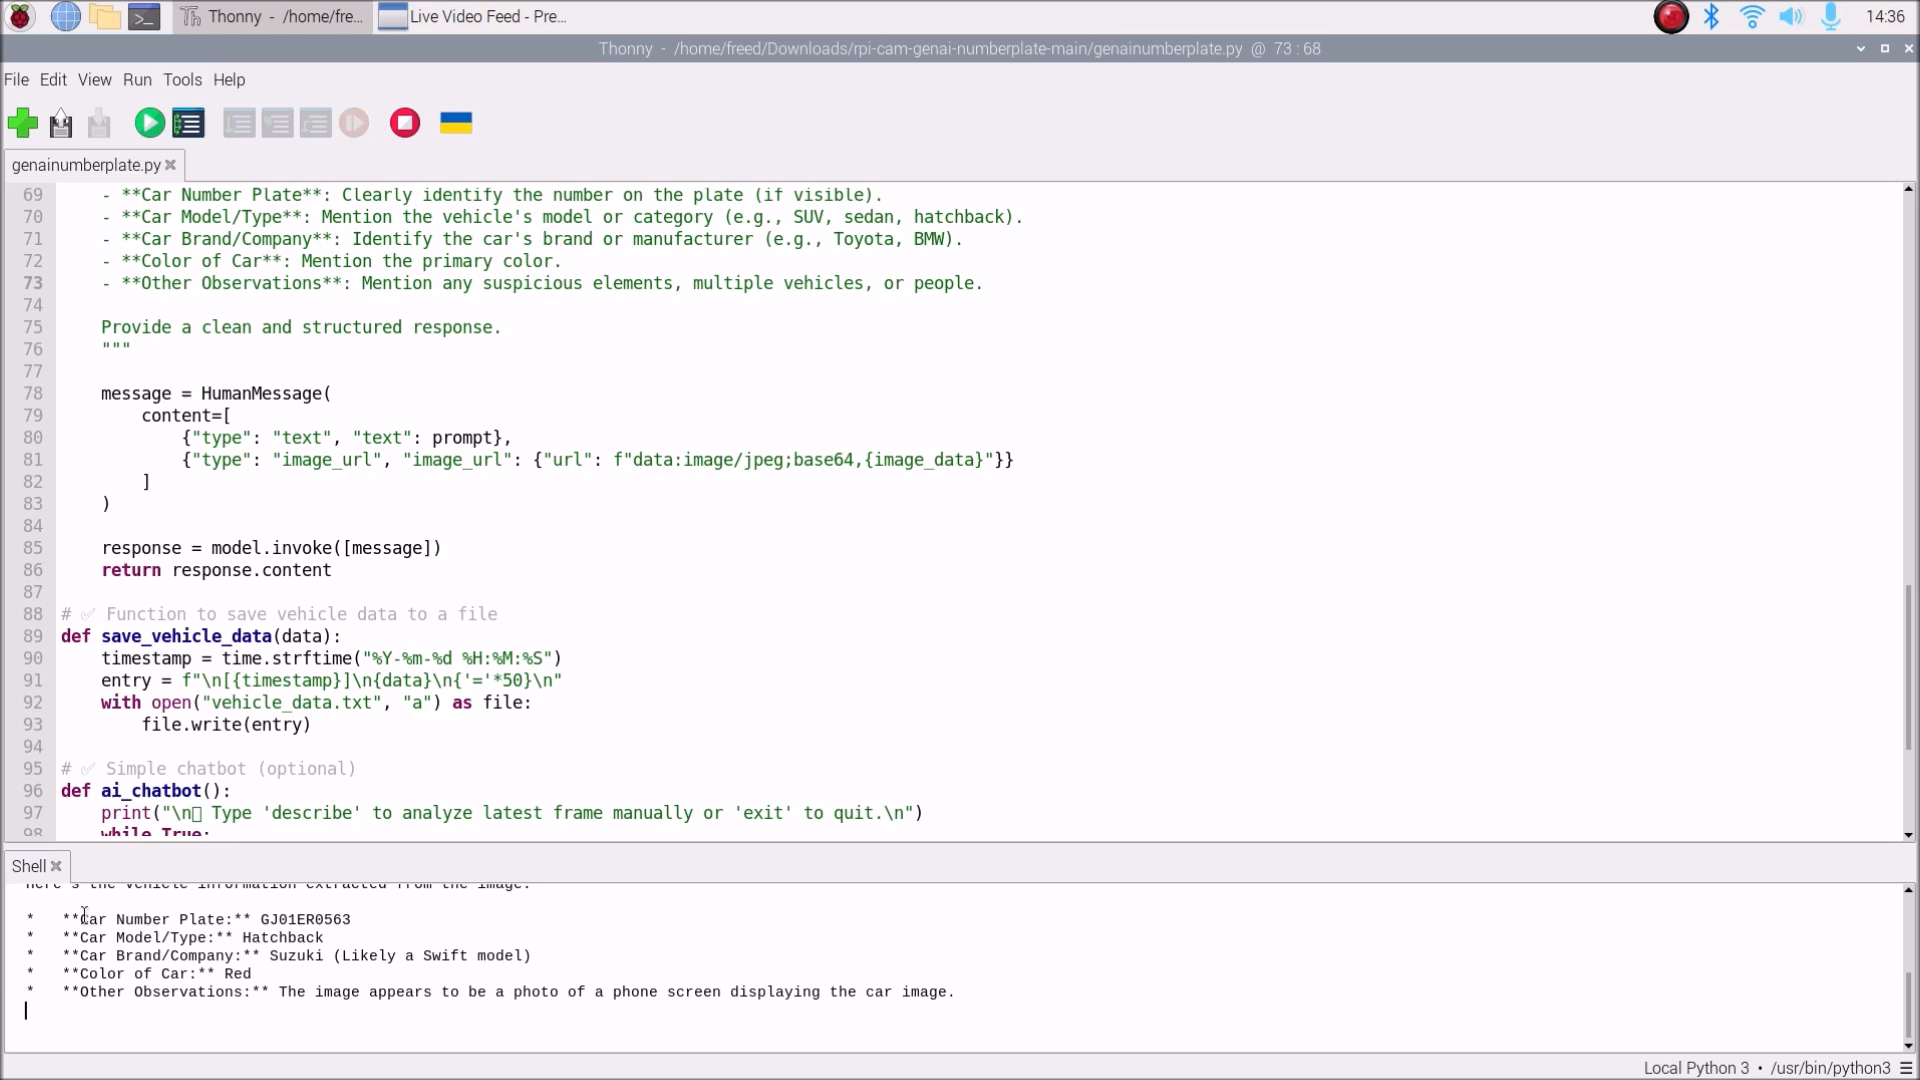 Thonny - /home/fre...
Live Video Feed - Pre...
14:36
Thonny - /home/freed/Downloads/rpi-cam-genai-numberplate-main/genainumberplate.py @ 73 : 68
File Edit View Run Tools Help
genainumberplate.py
69 - **Car Number Plate**: Clearly identify the number on the plate (if visible).
70 - **Car Model/Type**: Mention the vehicle's model or category (e.g., SUV, sedan, hatchback).
71 - **Car Brand/Company**: Identify the car's brand or manufacturer (e.g., Toyota, BMW).
72 - **Color of Car**: Mention the primary color.
73 - **Other Observations**: Mention any suspicious elements, multiple vehicles, or people.
74
75 Provide a clean and structured response.
76 """
77
78 message = HumanMessage(
79 content=[
80 {"type": "text", "text": prompt},
81 {"type": "image_url", "image_url": {"url": f"data:image/jpeg;base64,{image_data}"}}
82 ]
83 )
84
85 response = model.invoke([message])
86 return response.content
87
88 # ✅ Function to save vehicle data to a file
89 def save_vehicle_data(data):
90 timestamp = time.strftime("%Y-%m-%d %H:%M:%S")
91 entry = f"\n[{timestamp}]\n{data}\n{'='*50}\n"
92 with open("vehicle_data.txt", "a") as file:
93 file.write(entry)
94
95 # ✅ Simple chatbot (optional)
96 def ai_chatbot():
97 print("\n Type 'describe' to analyze latest frame manually or 'exit' to quit.\n")
98 while True:
Shell
Here's the vehicle information extracted from the image:
* **Car Number Plate:** GJ01ER0563
* **Car Model/Type:** Hatchback
* **Car Brand/Company:** Suzuki (Likely a Swift model)
* **Color of Car:** Red
* **Other Observations:** The image appears to be a photo of a phone screen displaying the car image.
Local Python 3 • /usr/bin/python3 ☰